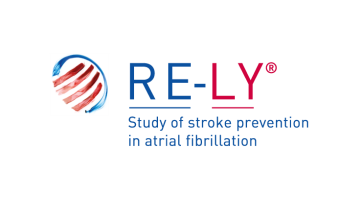 RE-LY®
Study of stroke prevention
in atrial fibrillation